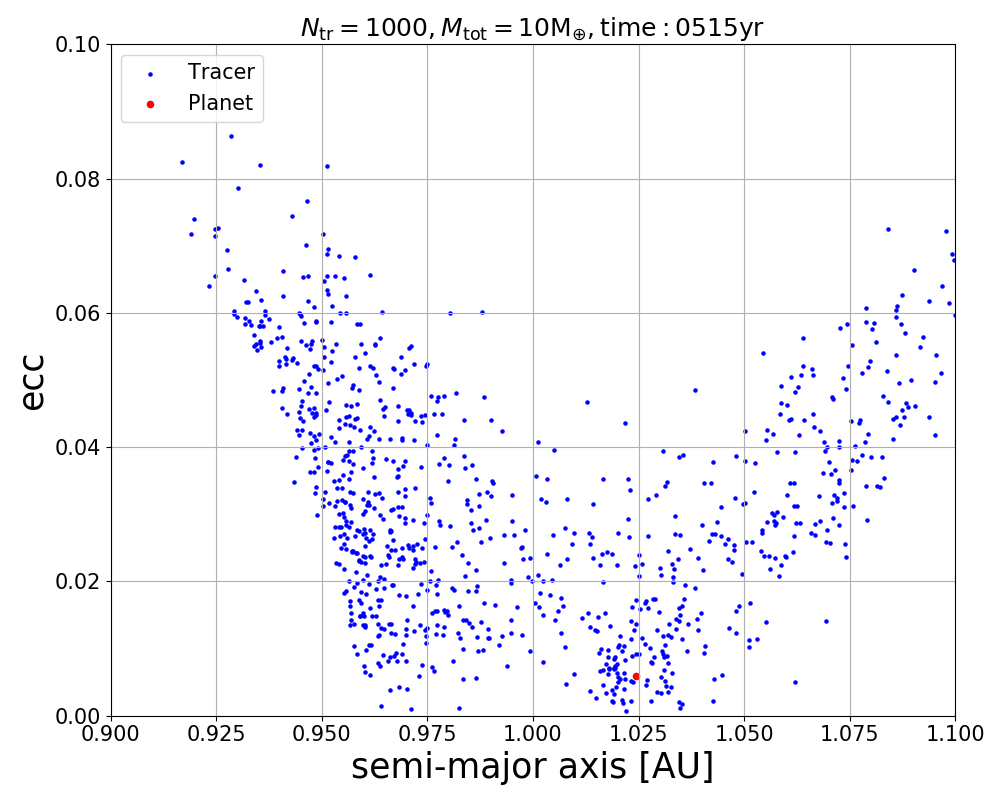 N_tr = 1000, M_tot = 10M_⊕, time : 0515yr
0.10
Tracer
Planet
0.08
0.06
ecc
0.04
0.02
0.00
0.900 0.925 0.950 0.975 1.000 1.025 1.050 1.075 1.100
semi-major axis [AU]